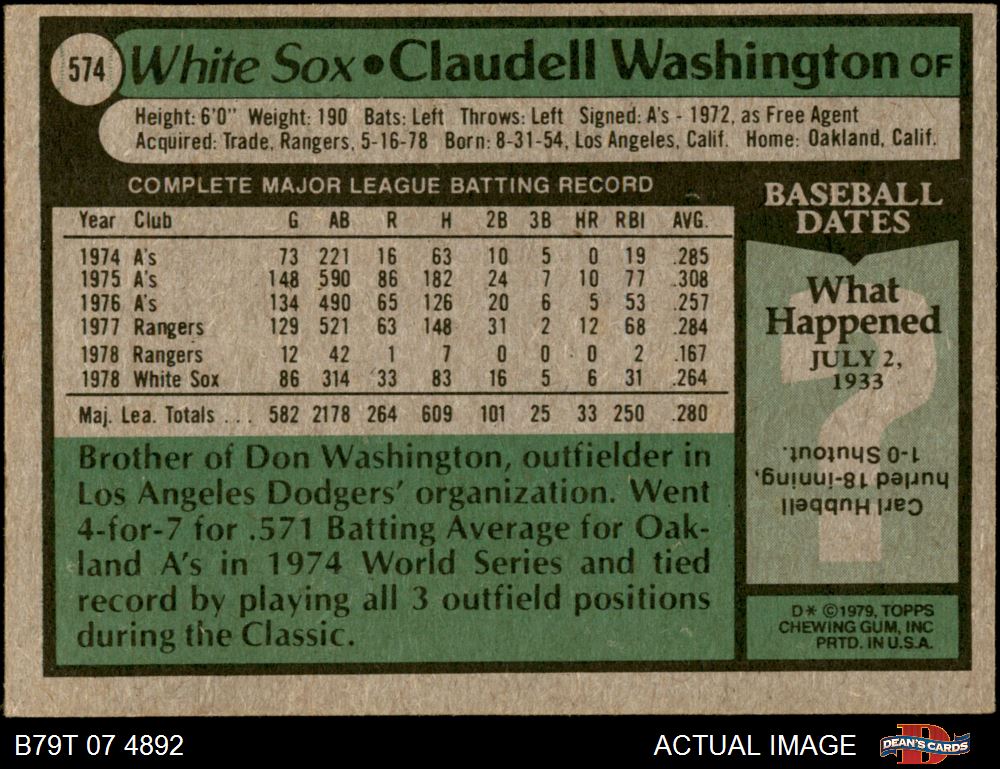 574 White Sox • Claudell Washington OF
Height: 6'0" Weight: 190 Bats: Left Throws: Left Signed: A's - 1972, as Free Agent
Acquired: Trade, Rangers, 5-16-78 Born: 8-31-54, Los Angeles, Calif. Home: Oakland, Calif.
COMPLETE MAJOR LEAGUE BATTING RECORD
Year Club G AB R H 2B 3B HR RBI AVG.
1974 A's 73 221 16 63 10 5 0 19 .285
1975 A's 148 590 86 182 24 7 10 77 .308
1976 A's 134 490 65 126 20 6 5 53 .257
1977 Rangers 129 521 63 148 31 2 12 68 .284
1978 Rangers 12 42 1 7 0 0 0 2 .167
1978 White Sox 86 314 33 83 16 5 6 31 .264
Maj. Lea. Totals . . . 582 2178 264 609 101 25 33 250 .280
Brother of Don Washington, outfielder in
Los Angeles Dodgers' organization. Went
4-for-7 for .571 Batting Average for Oak-
land A's in 1974 World Series and tied
record by playing all 3 outfield positions
during the Classic.
BASEBALL
DATES
What
Happened
JULY 2,
1933
?
Carl Hubbell
hurled 18-inning,
1-0 Shutout.
D* ©1979, TOPPS
CHEWING GUM, INC
PRTD. IN U.S.A.
B79T 07 4892
ACTUAL IMAGE
D
DEAN'S CARDS